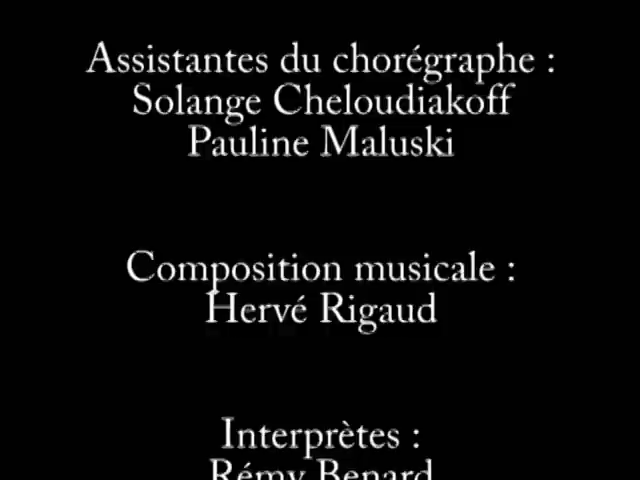 Assistantes du chorégraphe :
Solange Cheloudiakoff
Pauline Maluski
Composition musicale :
Hervé Rigaud
Interprètes :
Rémy Benard